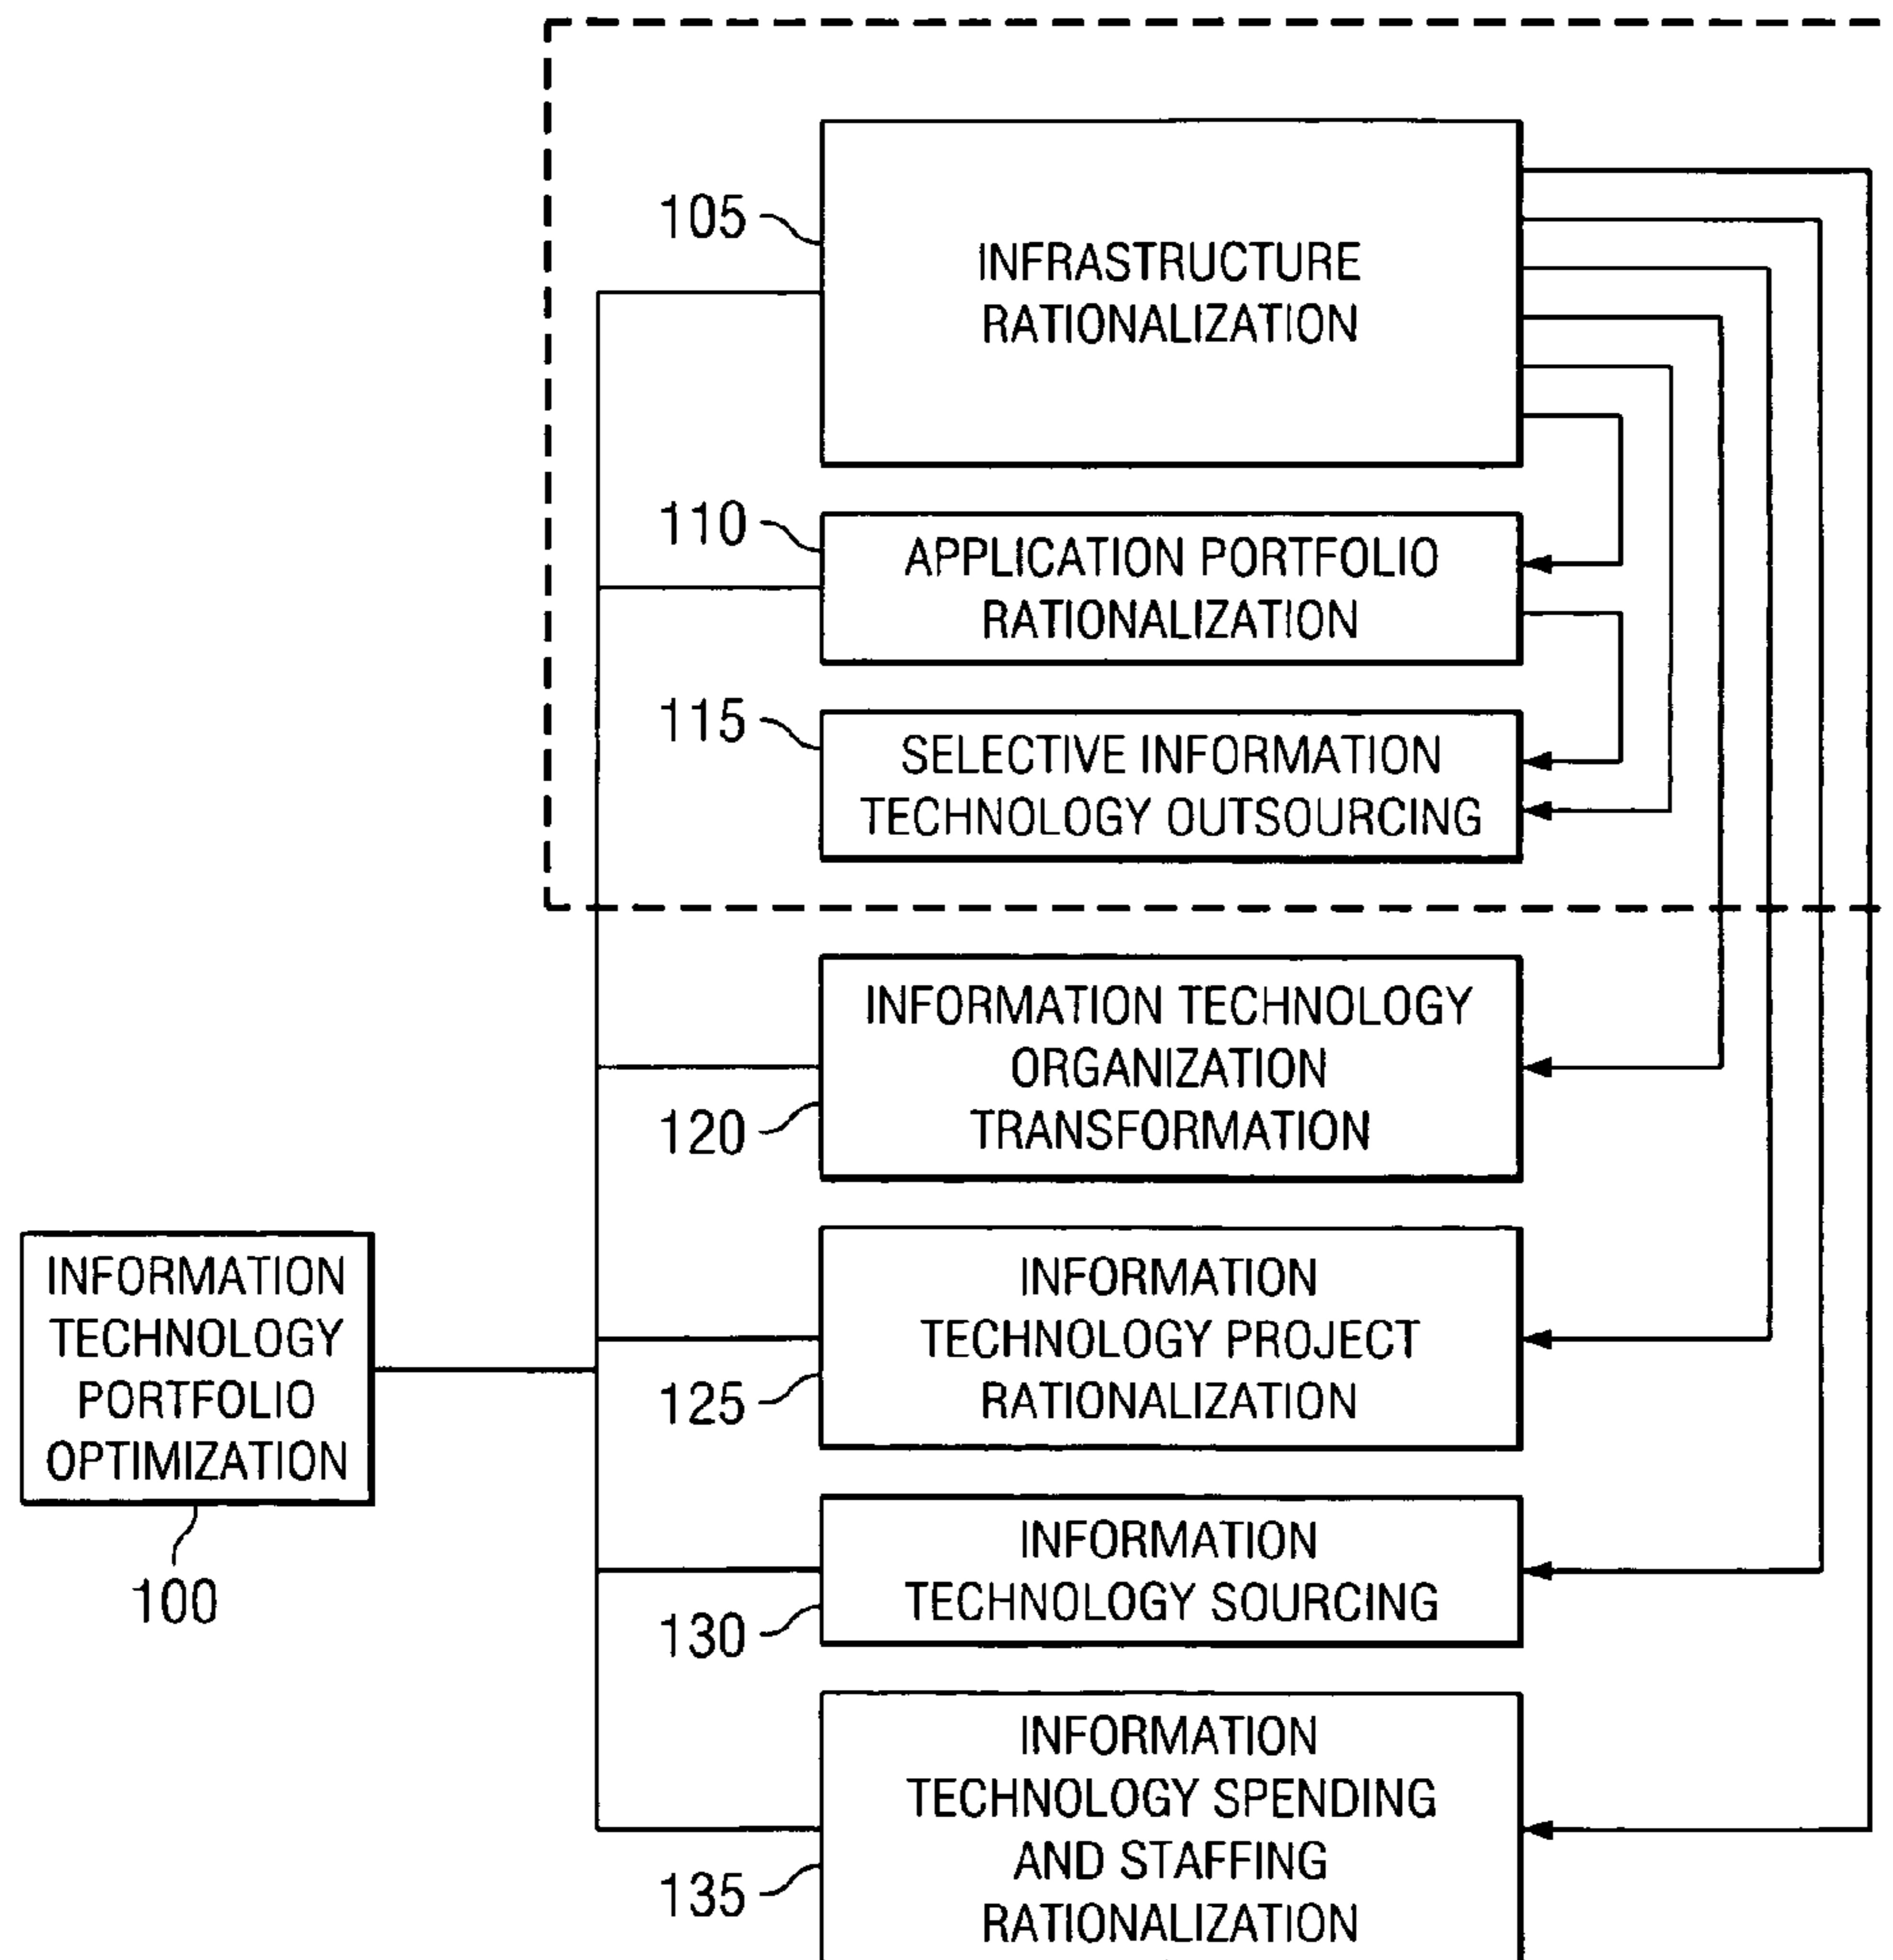 105
INFRASTRUCTURE
RATIONALIZATION
110
APPLICATION PORTFOLIO
RATIONALIZATION
115
SELECTIVE INFORMATION
TECHNOLOGY OUTSOURCING
INFORMATION TECHNOLOGY
ORGANIZATION
TRANSFORMATION
120
INFORMATION
TECHNOLOGY
PORTFOLIO
OPTIMIZATION
100
INFORMATION
TECHNOLOGY PROJECT
RATIONALIZATION
125
INFORMATION
TECHNOLOGY SOURCING
130
INFORMATION
TECHNOLOGY SPENDING
AND STAFFING
RATIONALIZATION
135